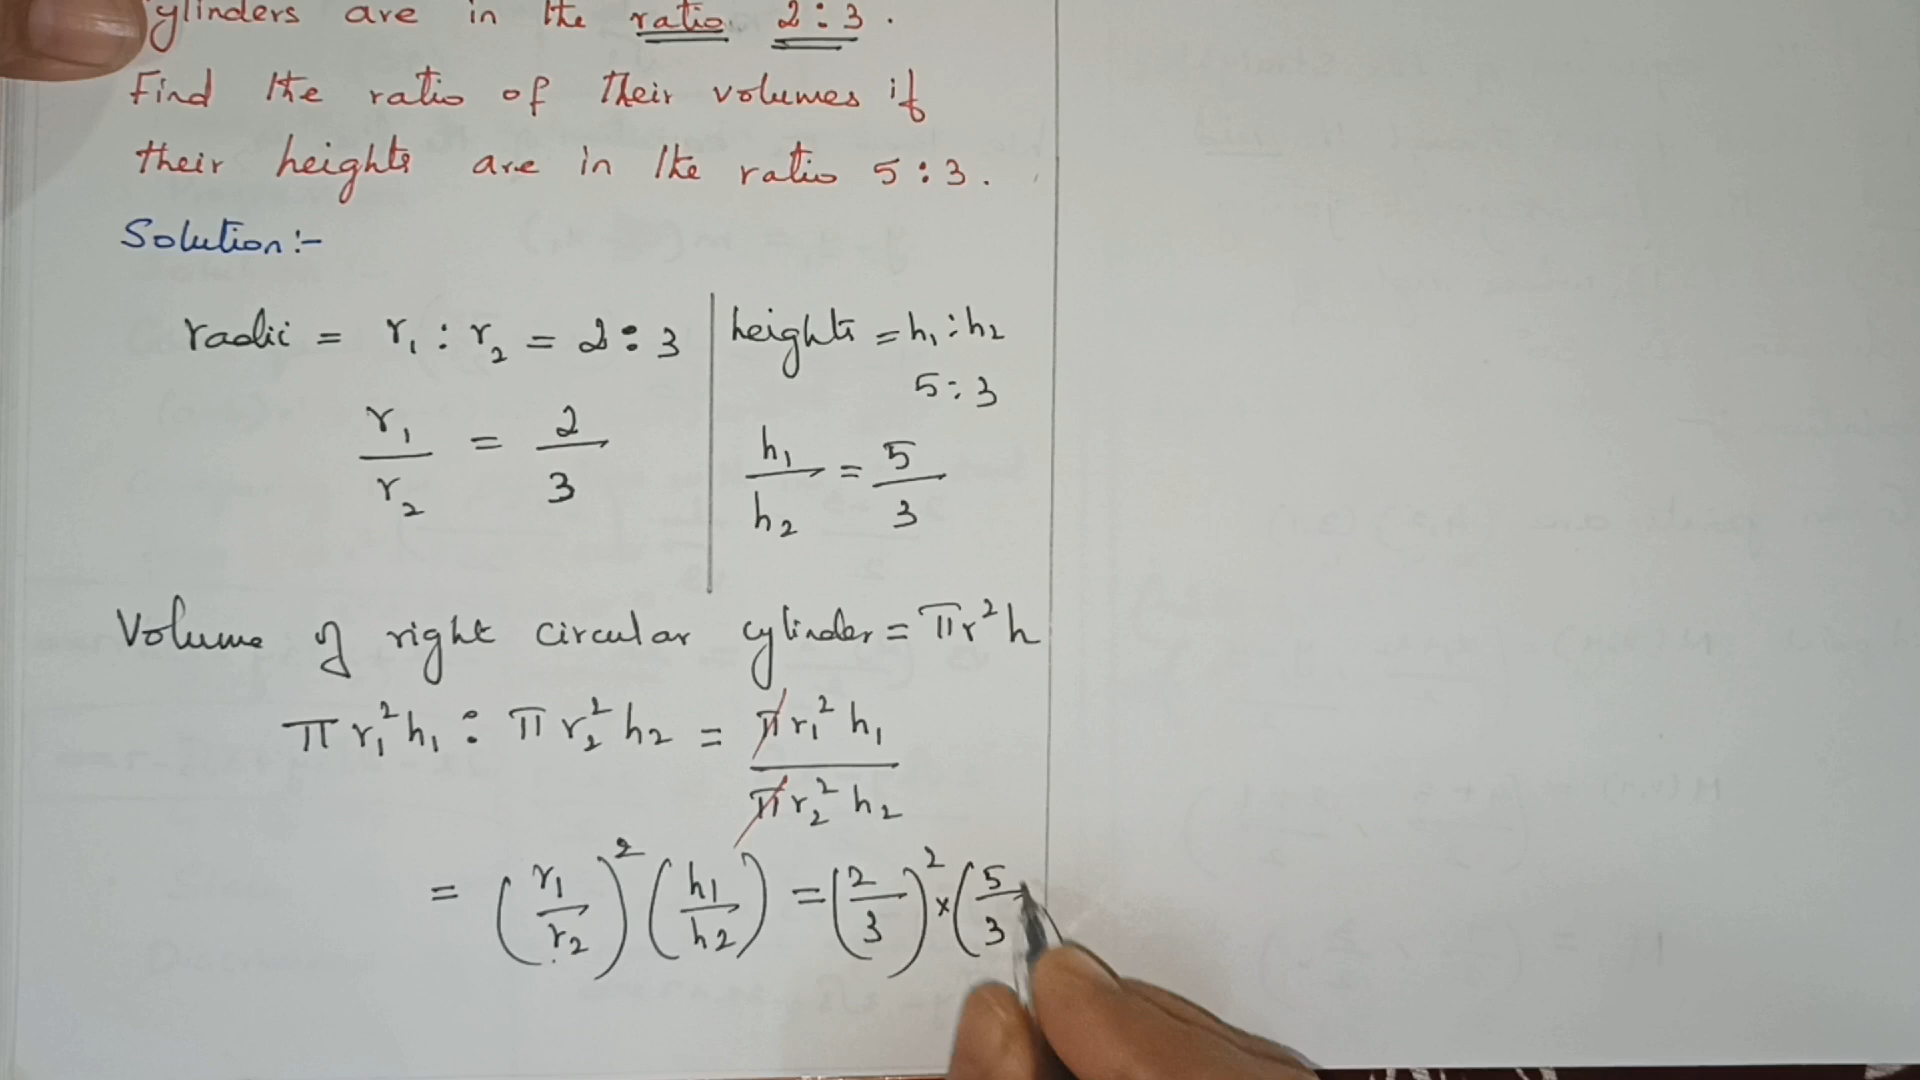 ylinders are in the ratio 2 : 3 .
Find the ratio of their volumes if
their heights are in the ratio 5 : 3 .
Solution :-
radii = r₁ : r₂ = 2 : 3
r₁/r₂ = 2/3
heights = h₁ : h₂
5 : 3
h₁/h₂ = 5/3
Volume of right circular cylinder = πr²h
πr₁²h₁ : πr₂²h₂ = πr₁²h₁/πr₂²h₂
= (r₁/r₂)² (h₁/h₂) = (2/3)² × (5/3